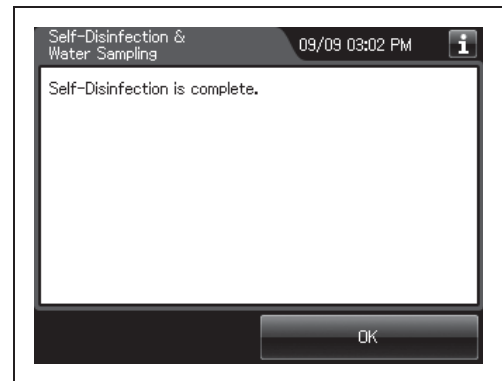 Self-Disinfection &
Water Sampling
09/09 03:02 PM
i
Self-Disinfection is complete.
OK